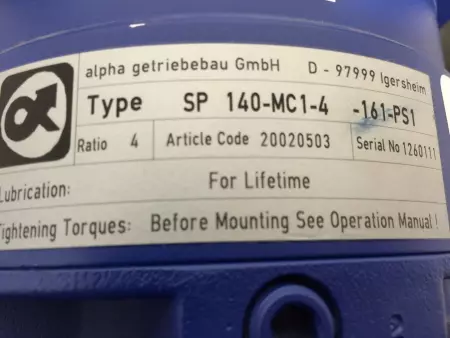 alpha getriebebau GmbH D - 97999 Igersheim
Type SP 140-MC1-4 -161-PS1
Ratio 4 Article Code 20020503 Serial No 1260111
Lubrication: For Lifetime
Tightening Torques: Before Mounting See Operation Manual !